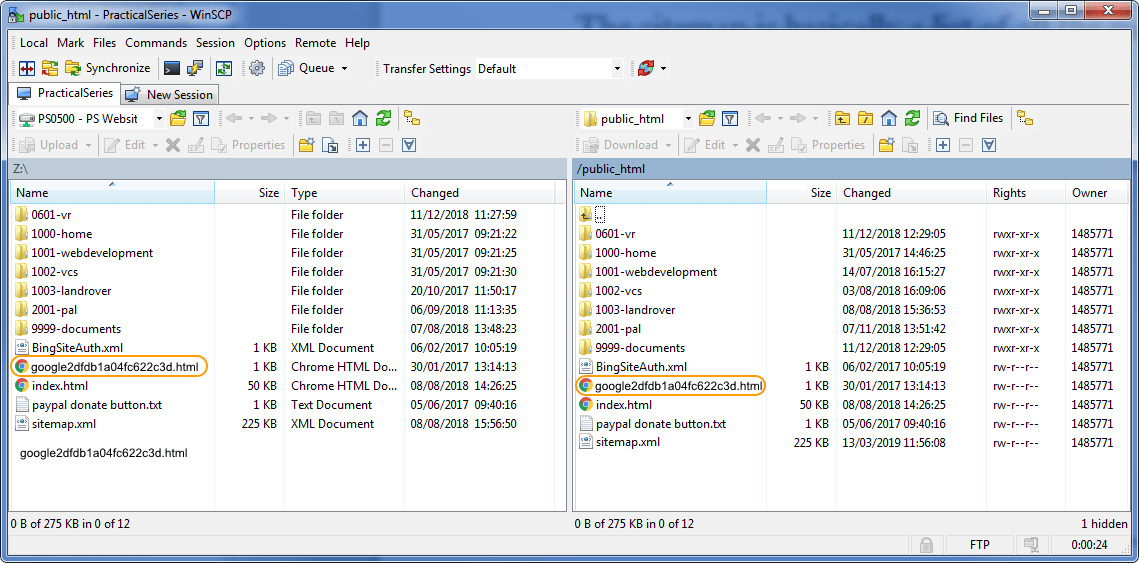 public_html - PracticalSeries - WinSCP
Local Mark Files Commands Session Options Remote Help
Synchronize Queue Transfer Settings Default
PracticalSeries New Session
PS0500 - PS Websit
Upload Edit Properties
Z:\
Name Size Type Changed
0601-vr File folder 11/12/2018 11:27:59
1000-home File folder 31/05/2017 09:21:22
1001-webdevelopment File folder 31/05/2017 09:21:25
1002-vcs File folder 31/05/2017 09:21:30
1003-landrover File folder 20/10/2017 11:50:17
2001-pal File folder 06/09/2018 11:13:35
9999-documents File folder 07/08/2018 13:48:23
BingSiteAuth.xml 1 KB XML Document 06/02/2017 10:05:19
google2dfdb1a04fc622c3d.html 1 KB Chrome HTML Do... 30/01/2017 13:14:13
index.html 50 KB Chrome HTML Do... 08/08/2018 14:26:25
paypal donate button.txt 1 KB Text Document 05/06/2017 09:40:16
sitemap.xml 225 KB XML Document 08/08/2018 15:56:50
google2dfdb1a04fc622c3d.html
0 B of 275 KB in 0 of 12
public_html Find Files
Download Edit Properties
/public_html
Name Size Changed Rights Owner
..
0601-vr 11/12/2018 12:29:05 rwxr-xr-x 1485771
1000-home 31/05/2017 14:46:25 rwxr-xr-x 1485771
1001-webdevelopment 14/07/2018 16:15:27 rwxr-xr-x 1485771
1002-vcs 03/08/2018 16:09:06 rwxr-xr-x 1485771
1003-landrover 08/08/2018 15:36:53 rwxr-xr-x 1485771
2001-pal 07/11/2018 13:51:42 rwxr-xr-x 1485771
9999-documents 11/12/2018 12:29:05 rwxr-xr-x 1485771
BingSiteAuth.xml 1 KB 06/02/2017 10:05:19 rw-r--r-- 1485771
google2dfdb1a04fc622c3d.html 1 KB 30/01/2017 13:14:13 rw-r--r-- 1485771
index.html 50 KB 08/08/2018 14:26:25 rw-r--r-- 1485771
paypal donate button.txt 1 KB 05/06/2017 09:40:16 rw-r--r-- 1485771
sitemap.xml 225 KB 13/03/2019 11:56:08 rw-r--r-- 1485771
0 B of 275 KB in 0 of 12 1 hidden
FTP 0:00:24